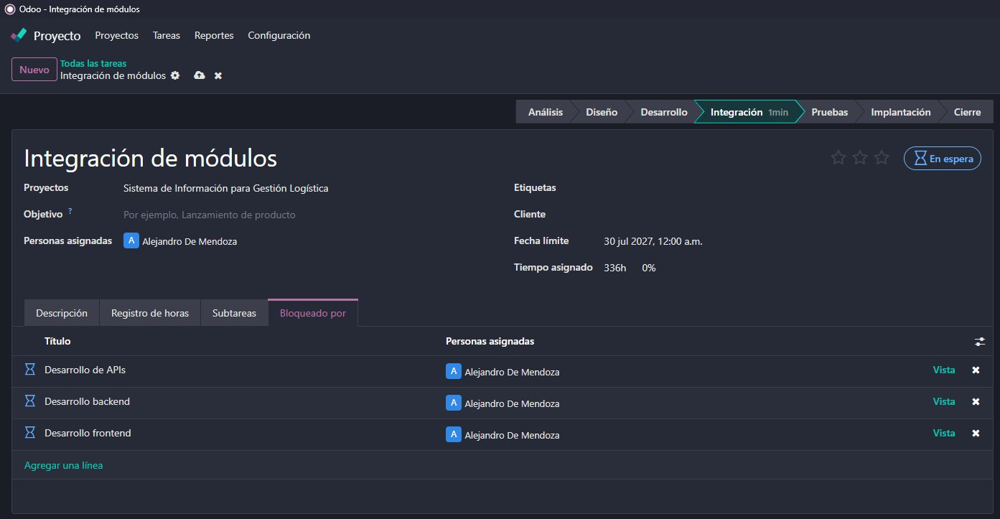 Odoo - Integración de módulos
Proyecto Proyectos Tareas Reportes Configuración
Nuevo
Todas las tareas
Integración de módulos
Análisis Diseño Desarrollo Integración 1min Pruebas Implantación Cierre
Integración de módulos
En espera
Proyectos Sistema de Información para Gestión Logística
Etiquetas
Objetivo ? Por ejemplo, Lanzamiento de producto
Cliente
Personas asignadas A Alejandro De Mendoza
Fecha límite 30 jul 2027, 12:00 a.m.
Tiempo asignado 336h 0%
Descripción Registro de horas Subtareas Bloqueado por
Título Personas asignadas
Desarrollo de APIs A Alejandro De Mendoza Vista
Desarrollo backend A Alejandro De Mendoza Vista
Desarrollo frontend A Alejandro De Mendoza Vista
Agregar una línea